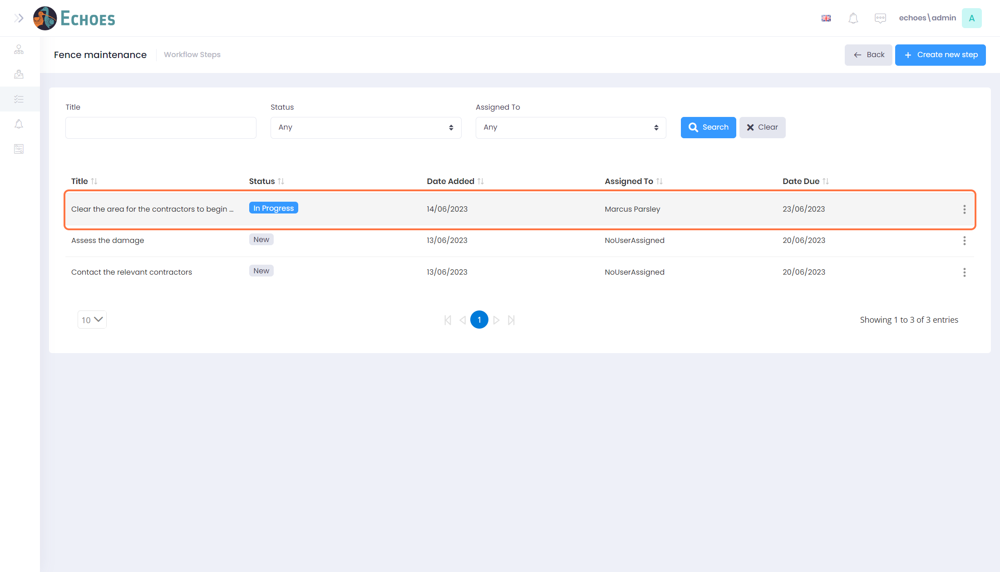 ECHOES
echoes\admin
A
Fence maintenance
Workflow Steps
Back
Create new step
Title
Status
Assigned To
Any
Any
Search
Clear
Title
Status
Date Added
Assigned To
Date Due
Clear the area for the contractors to begin ...
In Progress
14/06/2023
Marcus Parsley
23/06/2023
Assess the damage
New
13/06/2023
NoUserAssigned
20/06/2023
Contact the relevant contractors
New
13/06/2023
NoUserAssigned
20/06/2023
10
1
Showing 1 to 3 of 3 entries